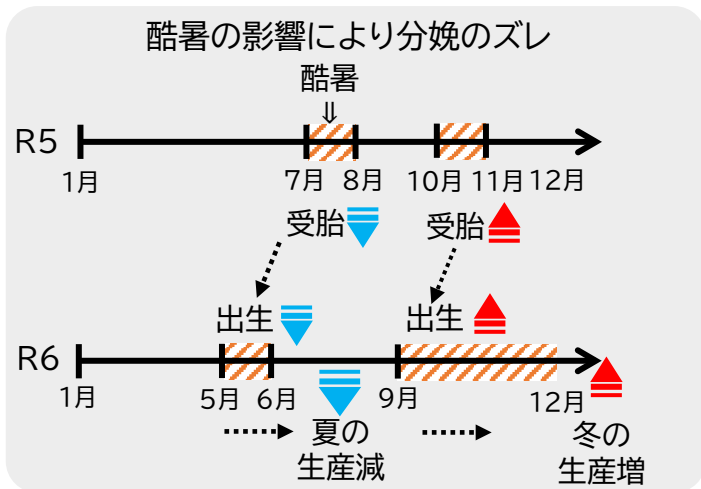 酷暑の影響により分娩のズレ
酷暑
⇓
R5
1月 7月 8月 10月 11月 12月
受胎 受胎
出生 出生
R6
1月 5月 6月 9月 12月
夏の
生産減
冬の
生産増